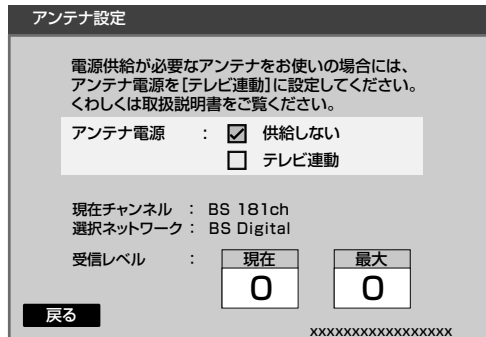 アンテナ設定
電源供給が必要なアンテナをお使いの場合には、
アンテナ電源を[テレビ連動]に設定してください。
くわしくは取扱説明書をご覧ください。
アンテナ電源 : 供給しない
テレビ連動
現在チャンネル : BS 181ch
選択ネットワーク : BS Digital
受信レベル : 現在 最大
0 0
戻る
xxxxxxxxxxxxxxxxx